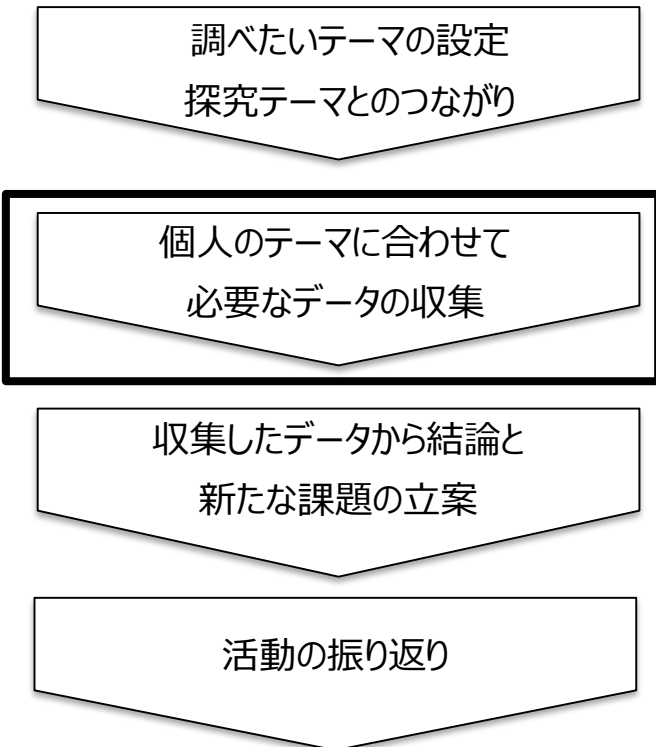 調べたいテーマの設定
探究テーマとのつながり
個人のテーマに合わせて
必要なデータの収集
収集したデータから結論と
新たな課題の立案
活動の振り返り